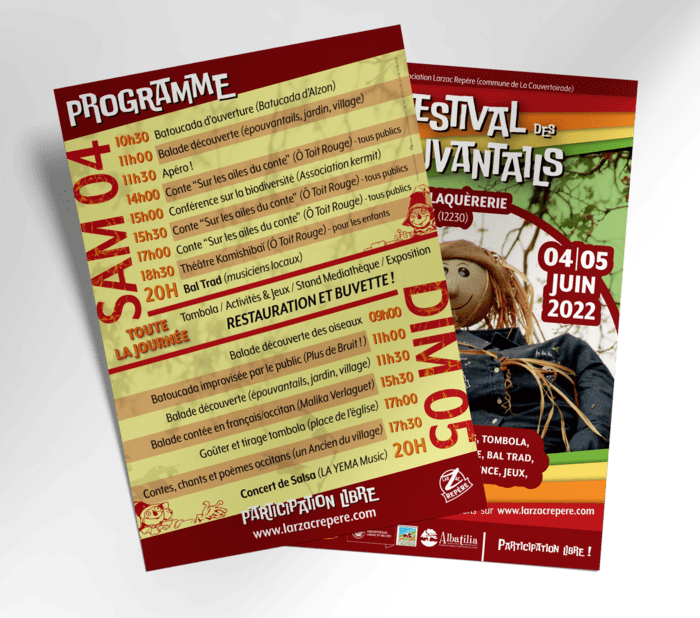 PROGRAMME
SAM 04
10h30 Batoucada d'ouverture (Batucada d'Alzon)
11h00 Balade découverte (épouvantails, jardin, village)
11h30 Apéro !
14h00 Conte "Sur les ailes du conte" (Ô Toit Rouge) - tous publics
15h00 Conférence sur la biodiversité (Association kermit)
15h30 Conte "Sur les ailes du conte" (Ô Toit Rouge) - tous publics
17h00 Conte "Sur les ailes du conte" (Ô Toit Rouge) - tous publics
18h30 Théâtre Kamishibaï (Ô Toit Rouge) - pour les enfants
20H Bal Trad (musiciens locaux)
TOUTE LA JOURNÉE
Tombola / Activités & Jeux / Stand Mediathèque / Exposition
RESTAURATION ET BUVETTE !
DIM 05
Balade découverte des oiseaux 09h00
Batoucada improvisée par le public (Plus de Bruit !) 11h00
Balade découverte (épouvantails, jardin, village) 11h30
Balade contée en français/occitan (Malika Verlaguet) 15h30
Goûter et tirage tombola (place de l'église) 17h00
Contes, chants et poèmes occitans (un Ancien du village) 17h30
Concert de Salsa (LA YEMA Music) 20H
PARTICIPATION LIBRE
www.larzacrepere.com
REPÈRE
ssociation Larzac Repère (commune de La Couvertoirade)
ESTIVAL DES
UVANTAILS
LAQUÈRERIE
(12230)
04|05
JUIN
2022
, TOMBOLA,
E, BAL TRAD,
ENCE, JEUX,
ons sur www.larzacrepere.com
Albatilia
PARTICIPATION LIBRE !